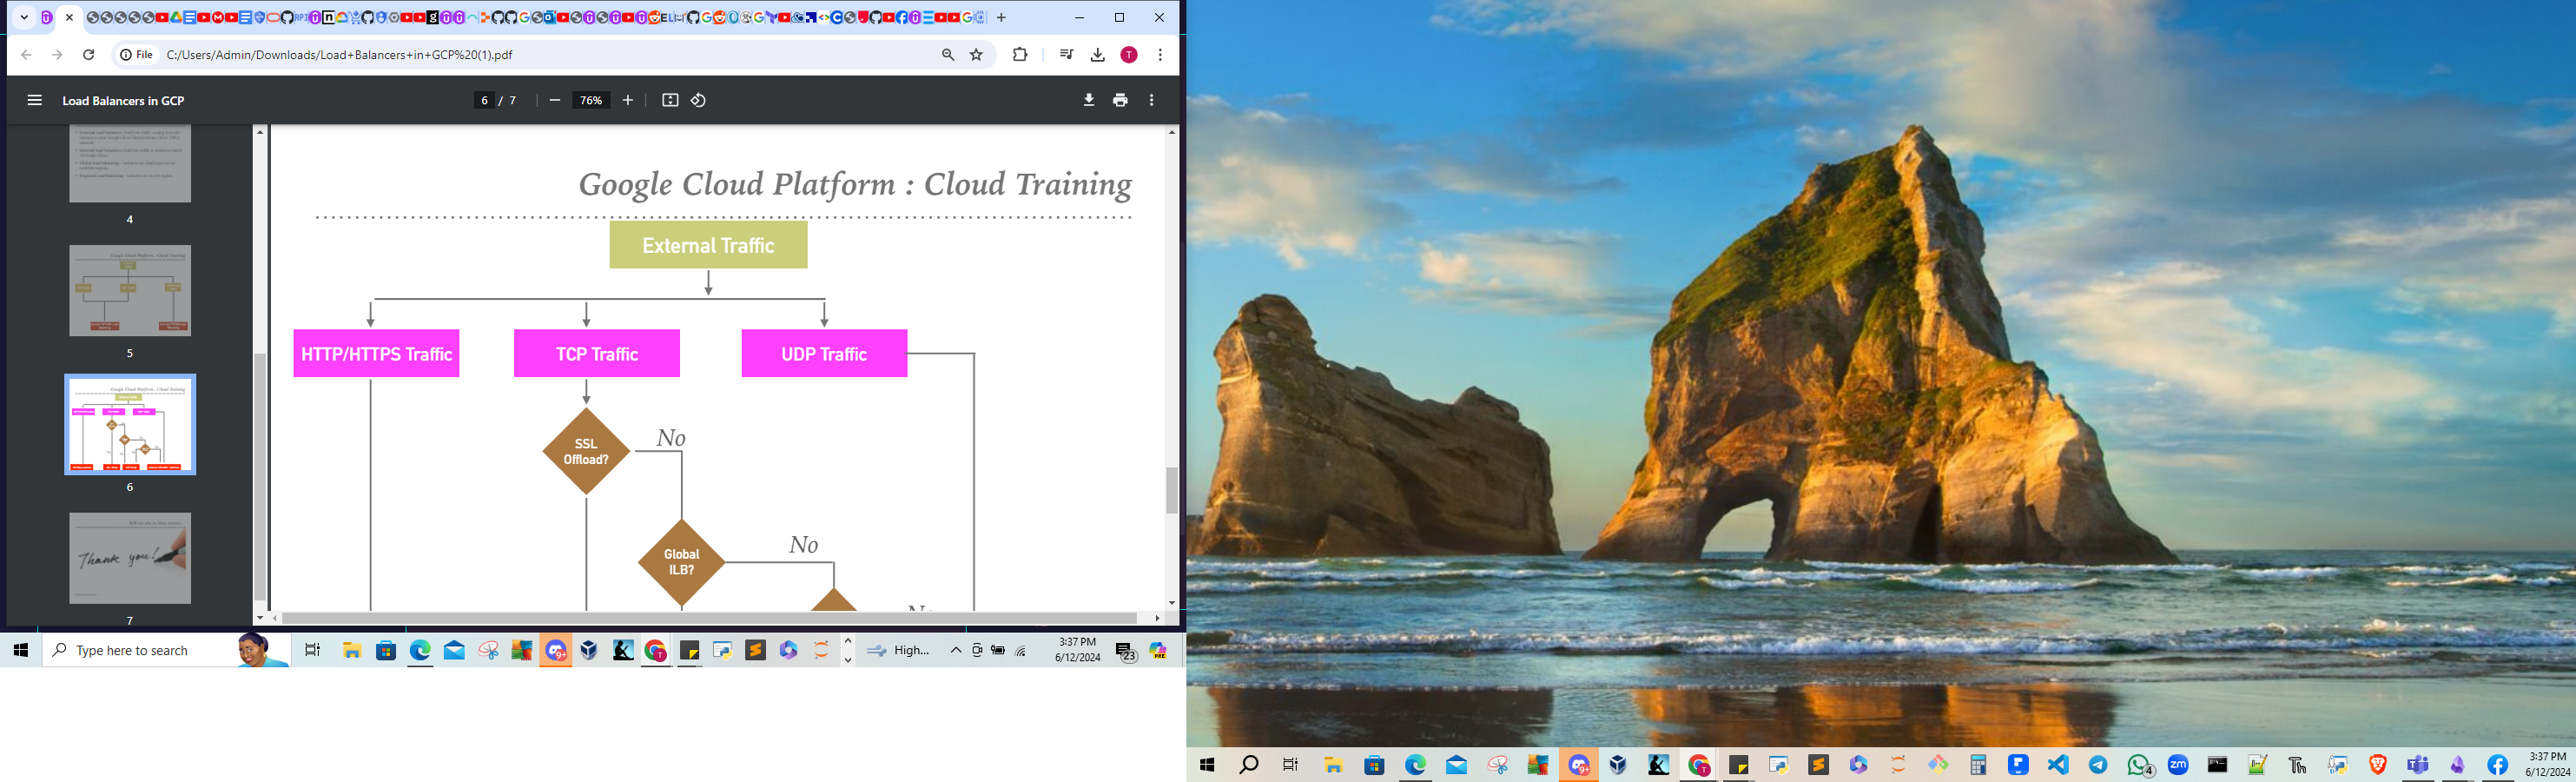 File
C:/Users/Admin/Downloads/Load+Balancers+in+GCP%20(1).pdf
T
Load Balancers in GCP
6 / 7
76%
4
5
6
7
Thank you!
Google Cloud Platform : Cloud Training
External Traffic
HTTP/HTTPS Traffic
TCP Traffic
UDP Traffic
SSL
Offload?
No
Global
ILB?
No
Type here to search
High...
3:37 PM
6/12/2024
23
3:37 PM
6/12/2024